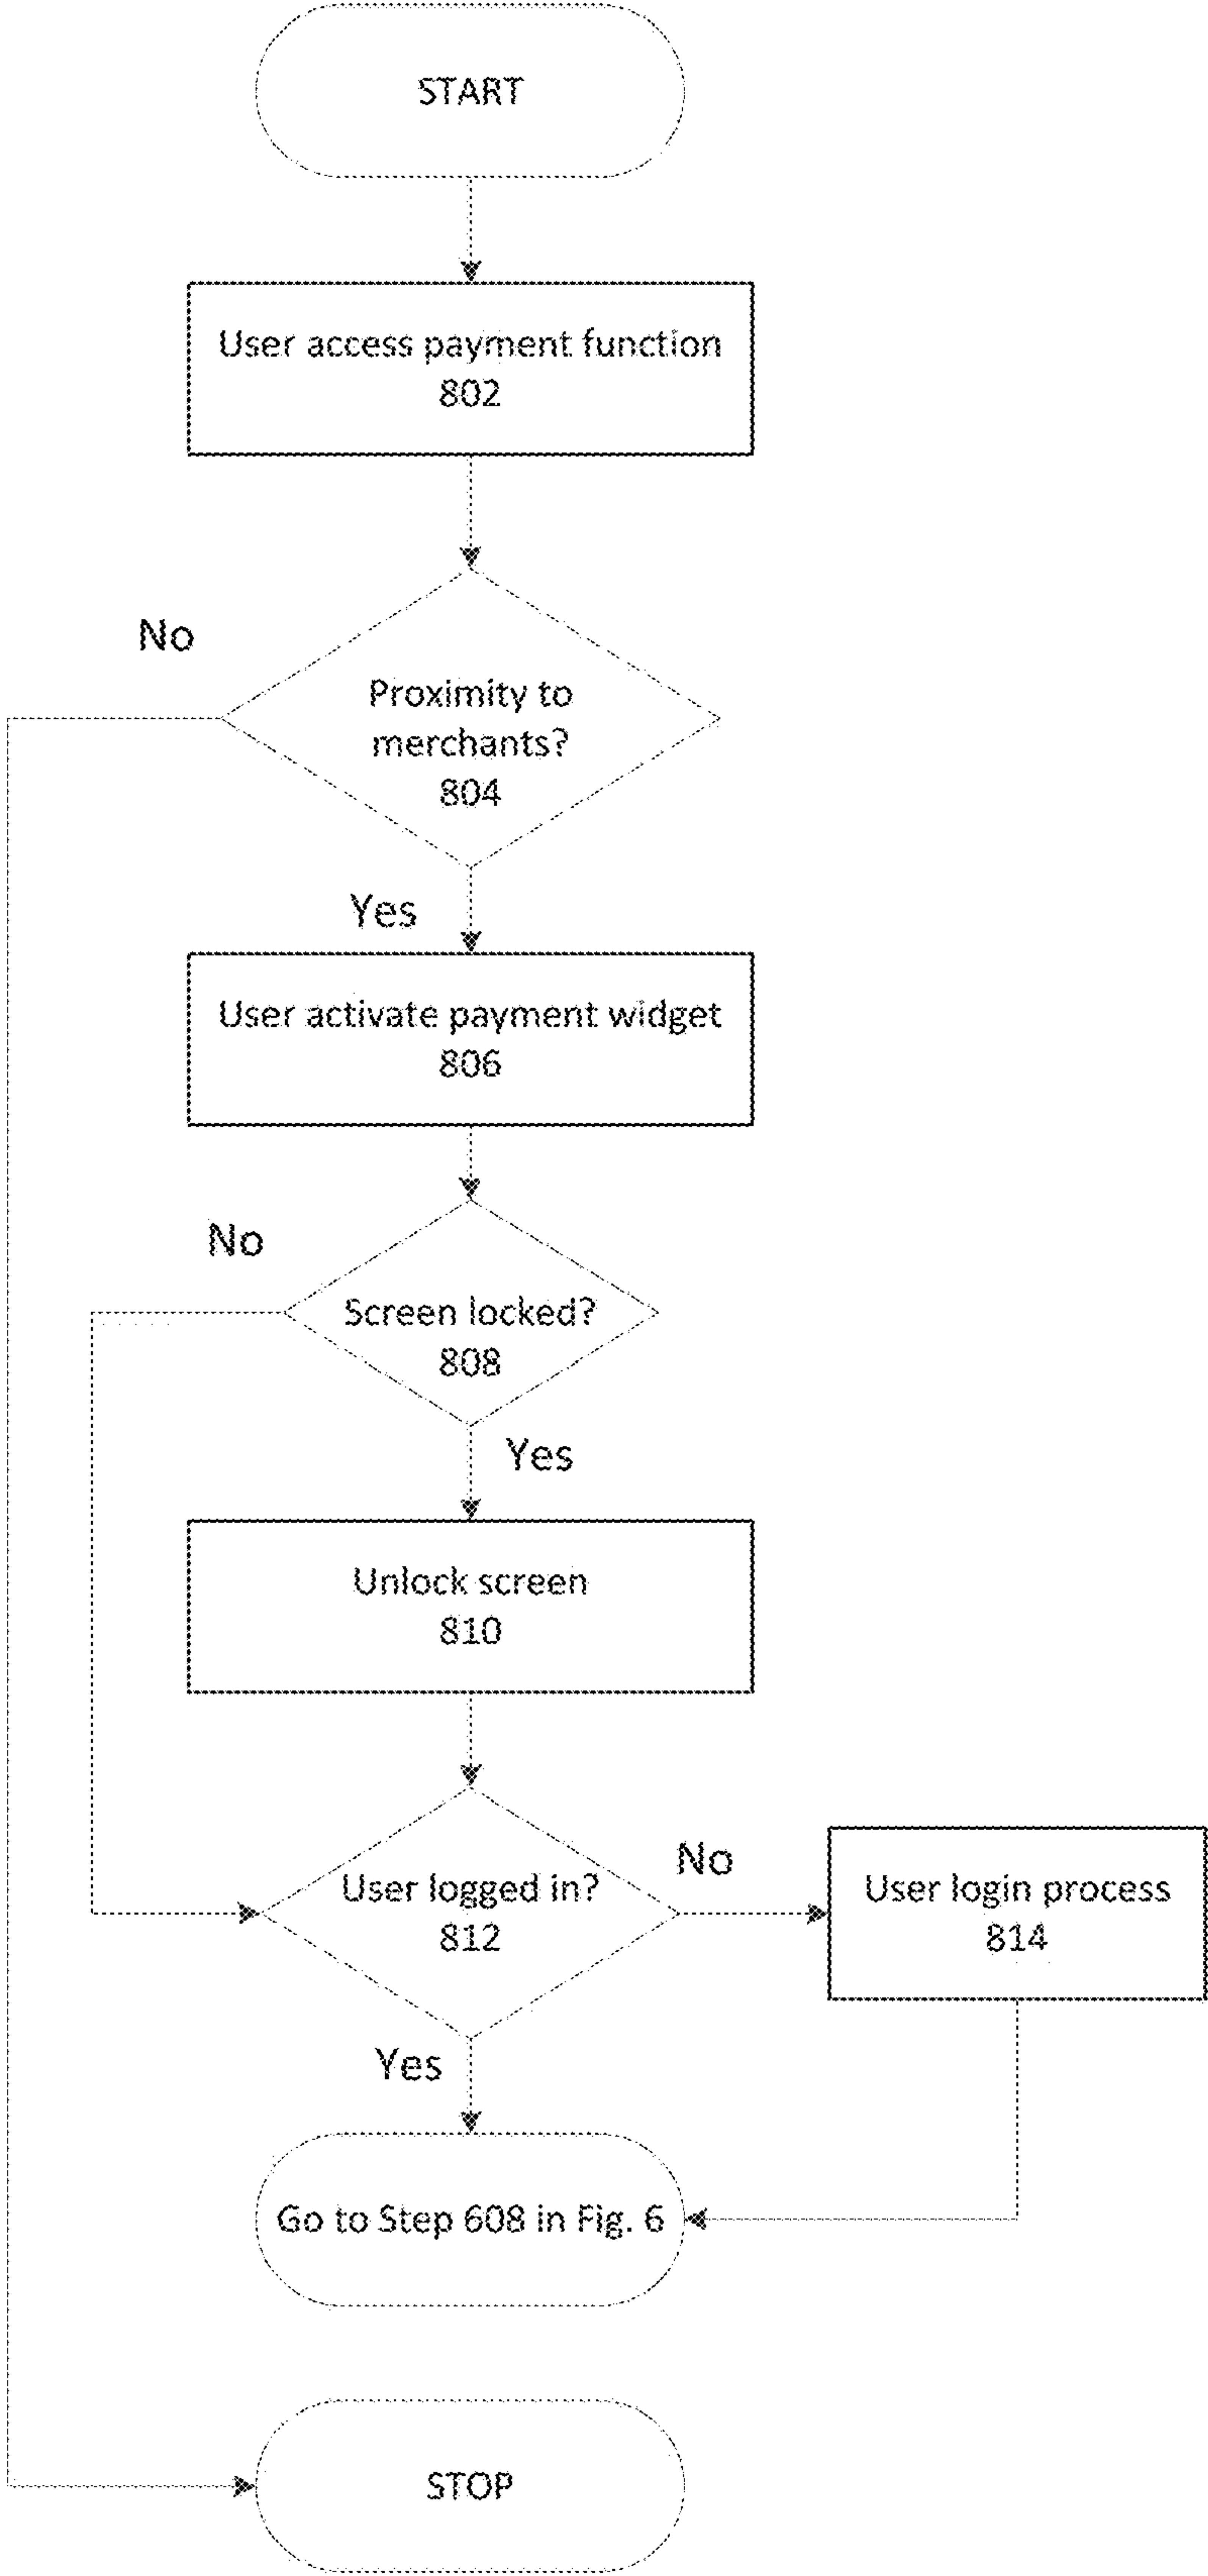 START
User access payment function
802
No
Proximity to
merchants?
804
Yes
User activate payment widget
806
No
Screen locked?
808
Yes
Unlock screen
810
User logged in?
812
No
User login process
814
Yes
Go to Step 608 in Fig. 6
STOP